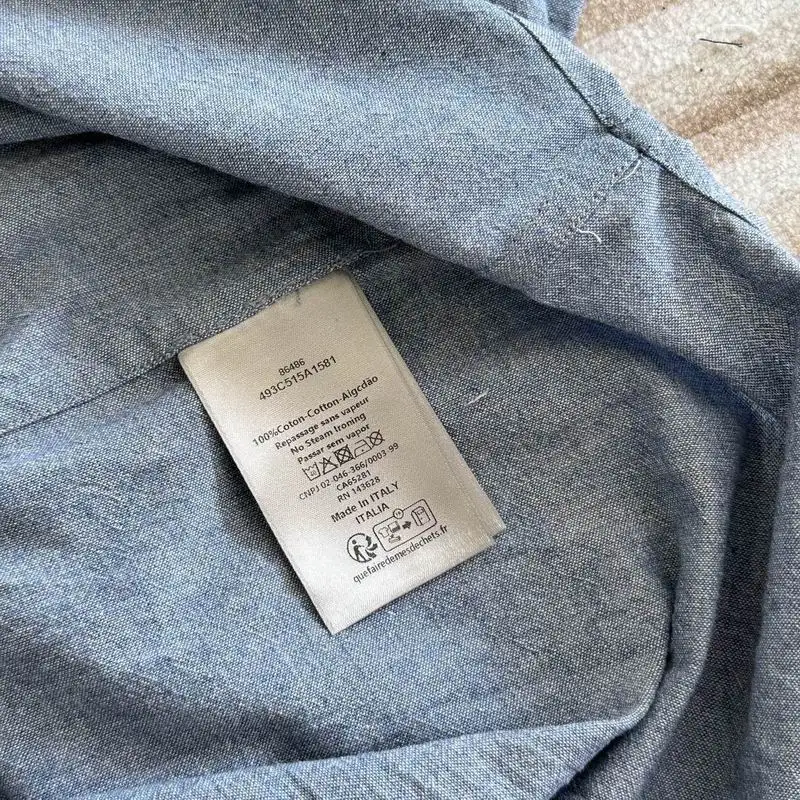 86486
493C515A1581
100%Coton-Cotton-Algodão
Repassage sans vapeur
No Steam Ironing
Passar sem vapor
CNPJ 02-046-366/0003-99
CA65281
RN 143628
Made in ITALY
ITALIA
quefairedemesdechets.fr